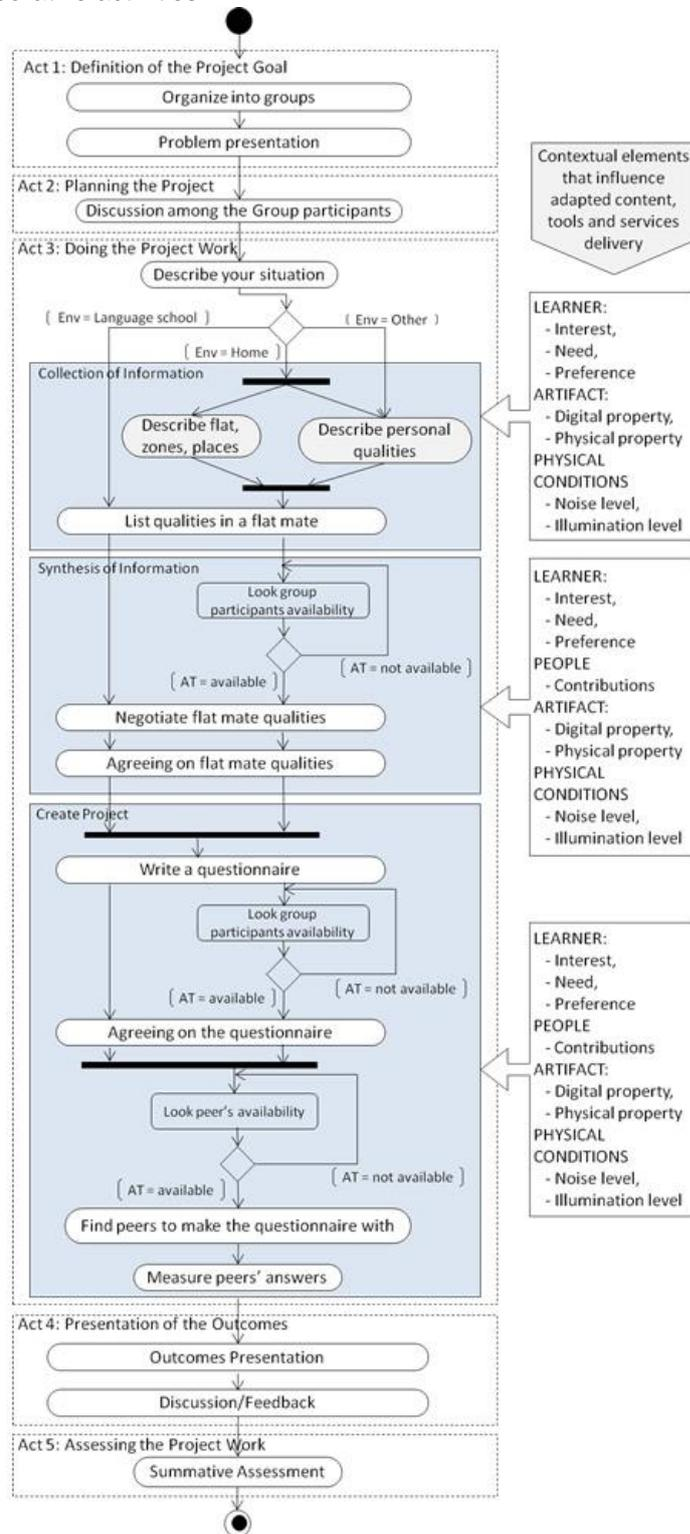 Act 1: Definition of the Project Goal
Organize into groups
Problem presentation
Act 2: Planning the Project
Discussion among the Group participants
Act 3: Doing the Project Work
Describe your situation
[ Env = Language school ]
[ Env = Other ]
[ Env = Home ]
Collection of Information
Describe flat,
zones, places
Describe personal
qualities
List qualities in a flat mate
Synthesis of Information
Look group
participants availability
[ AT = available ]
[ AT = not available ]
Negotiate flat mate qualities
Agreeing on flat mate qualities
Create Project
Write a questionnaire
Look group
participants availability
[ AT = available ]
[ AT = not available ]
Agreeing on the questionnaire
Look peer's availability
[ AT = available ]
[ AT = not available ]
Find peers to make the questionnaire with
Measure peers' answers
Act 4: Presentation of the Outcomes
Outcomes Presentation
Discussion/Feedback
Act 5: Assessing the Project Work
Summative Assessment
Contextual elements
that influence
adapted content,
tools and services
delivery
LEARNER:
- Interest,
- Need,
- Preference
ARTIFACT:
- Digital property,
- Physical property
PHYSICAL
CONDITIONS
- Noise level,
- Illumination level
LEARNER:
- Interest,
- Need,
- Preference
PEOPLE
- Contributions
ARTIFACT:
- Digital property,
- Physical property
PHYSICAL
CONDITIONS
- Noise level,
- Illumination level
LEARNER:
- Interest,
- Need,
- Preference
PEOPLE
- Contributions
ARTIFACT:
- Digital property,
- Physical property
PHYSICAL
CONDITIONS
- Noise level,
- Illumination level